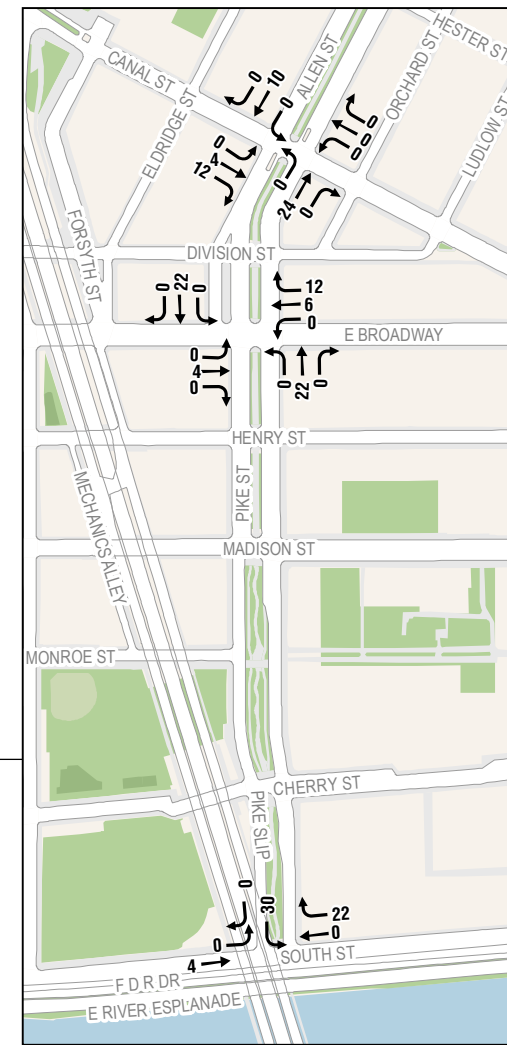 HESTER ST
CANAL ST
ALLEN ST
ORCHARD ST
ELDRIDGE ST
LUDLOW ST
0
10
0
0
0
0
0
4
12
0
24
0
FORSYTH ST
DIVISION ST
0
22
0
12
6
0
E BROADWAY
0
4
0
0
22
0
HENRY ST
PIKE ST
MECHANICS ALLEY
MADISON ST
MONROE ST
CHERRY ST
PIKE SLIP
0
30
22
0
0
4
SOUTH ST
F D R DR
E RIVER ESPLANADE